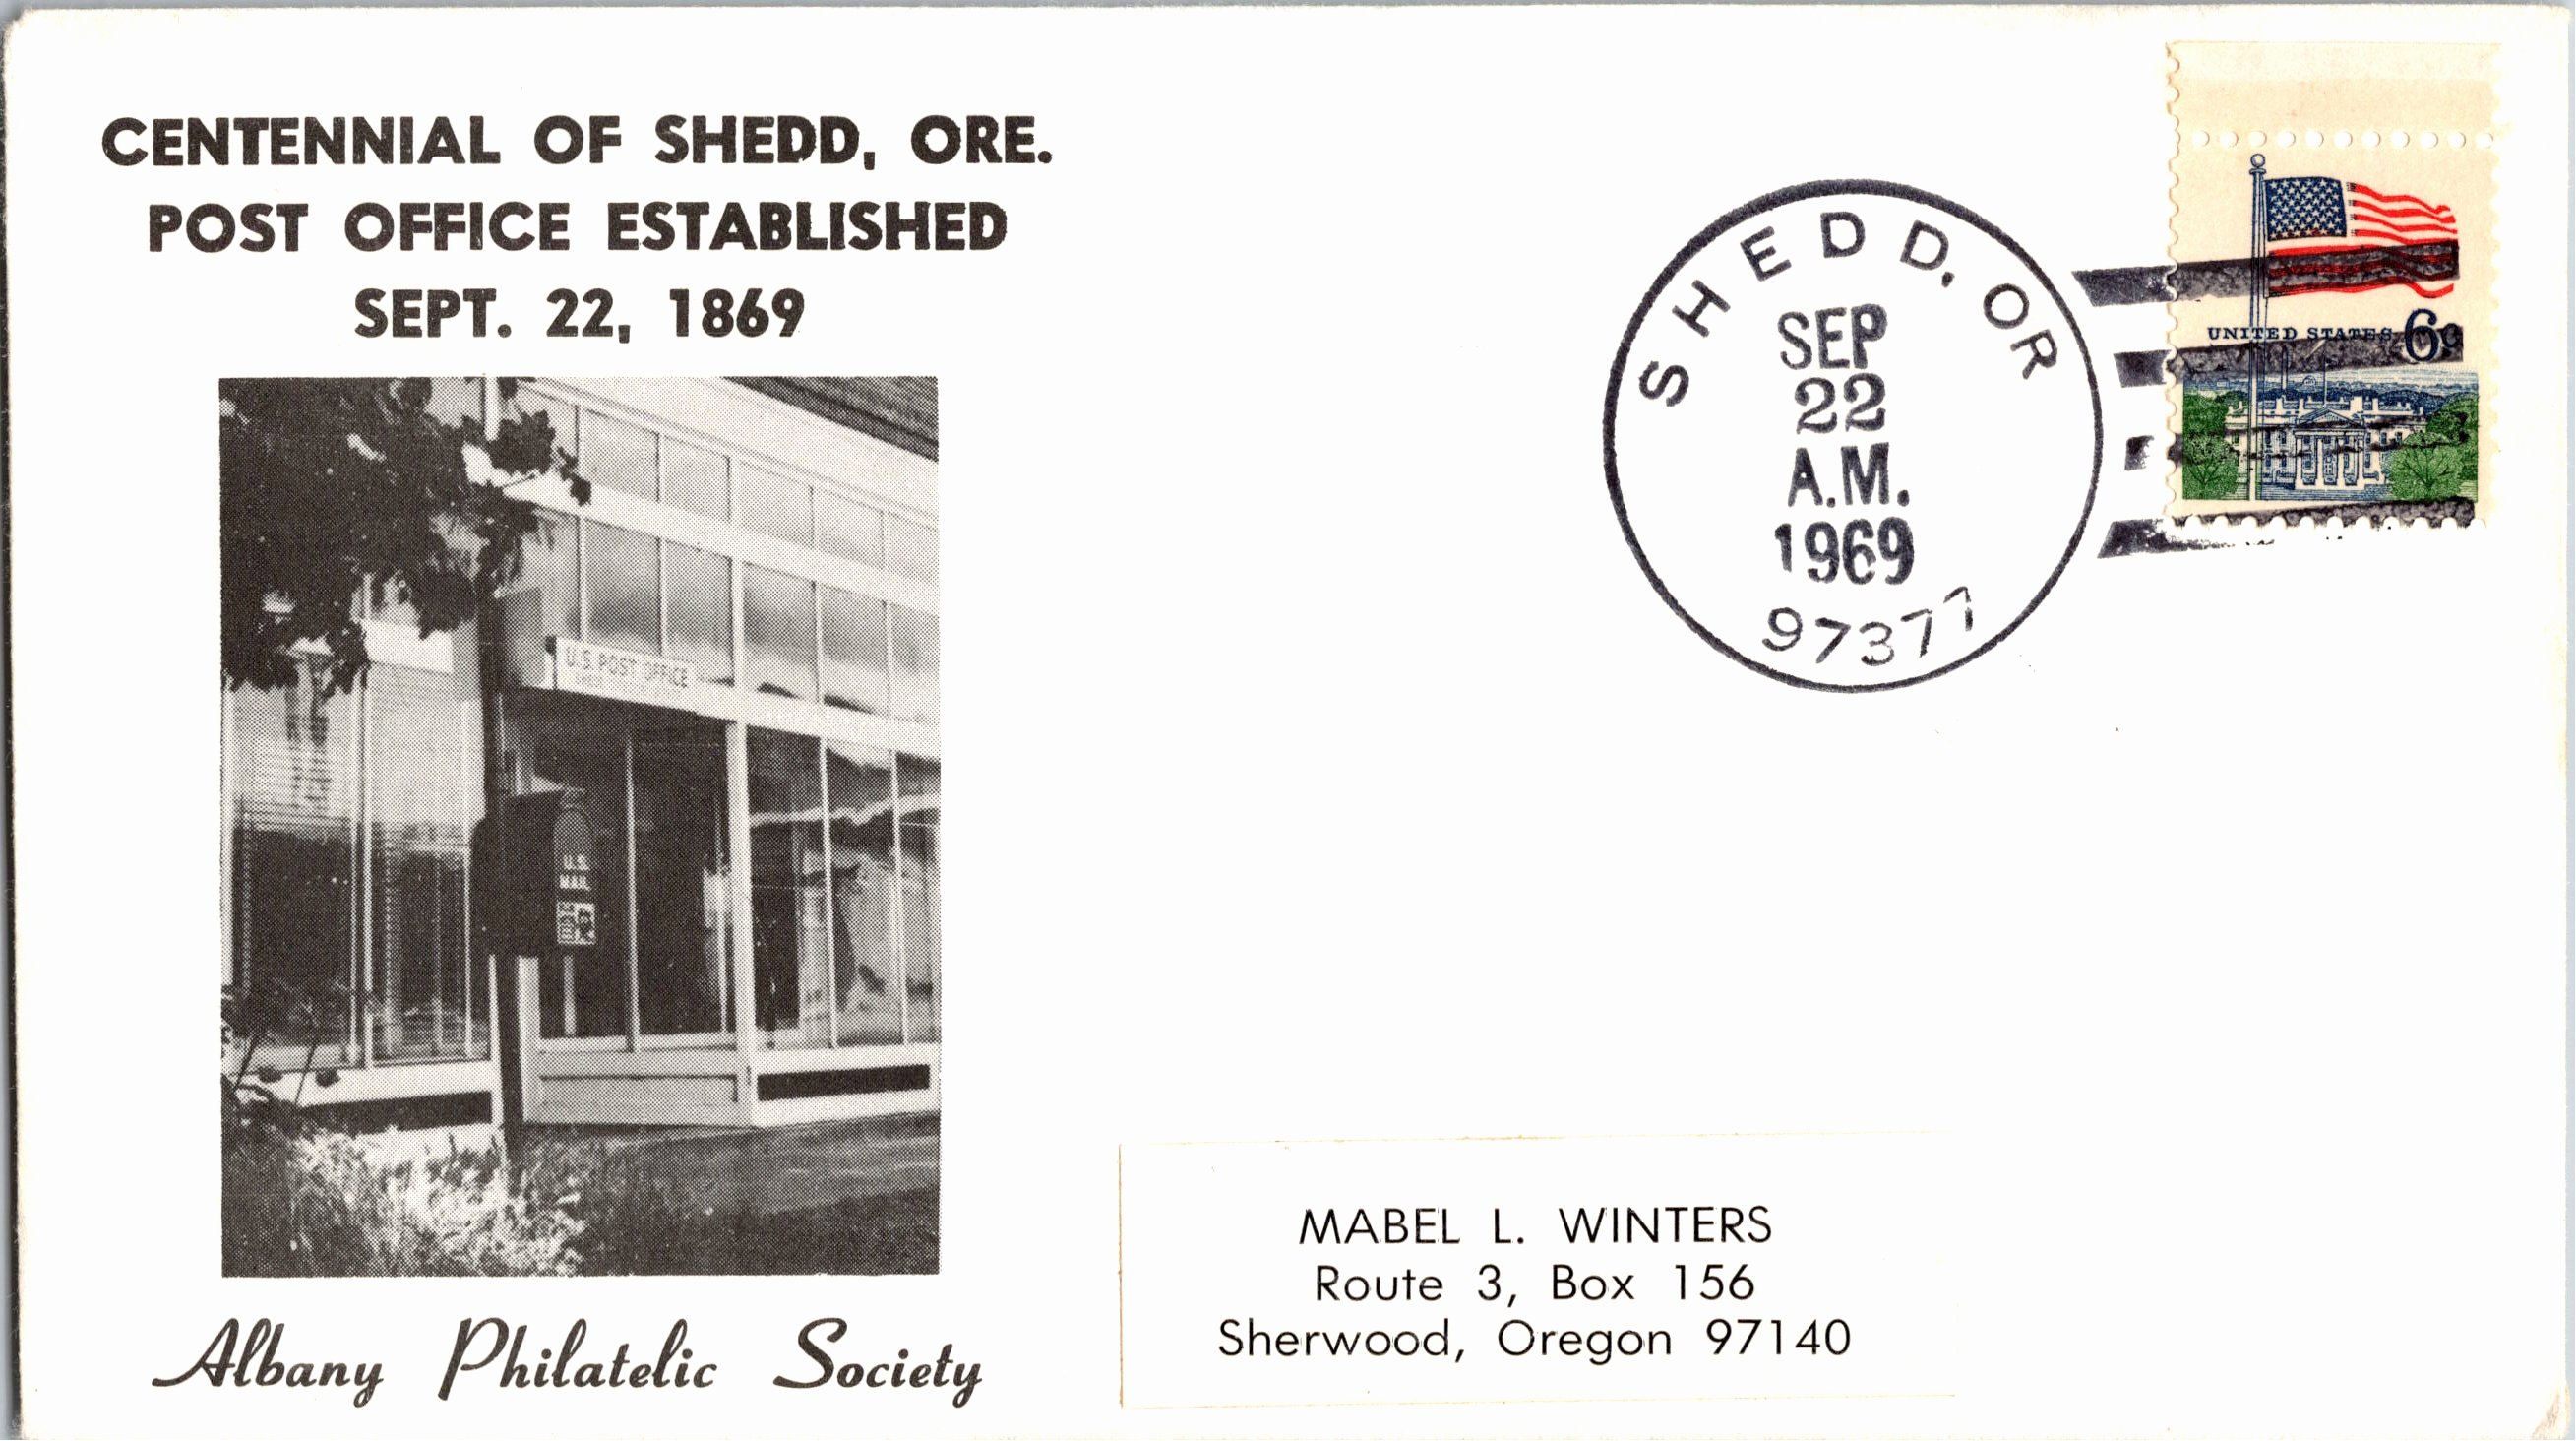 CENTENNIAL OF SHEDD, ORE.
POST OFFICE ESTABLISHED
SEPT. 22, 1869
U.S. POST OFFICE
U.S.
MAIL
Albany Philatelic Society
SHEDD, OR
SEP
22
A.M.
1969
97377
UNITED STATES 6c
MABEL L. WINTERS
Route 3, Box 156
Sherwood, Oregon 97140